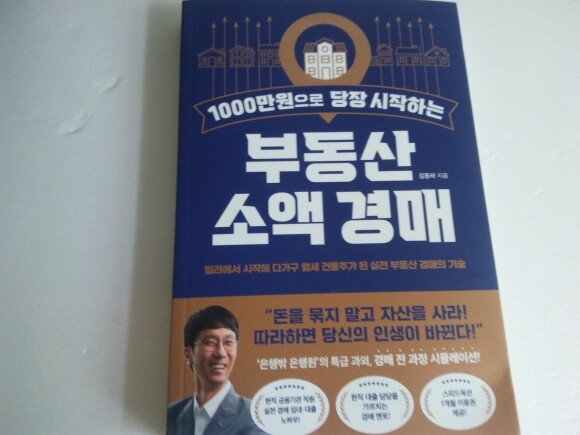 1000만원으로 당장 시작하는
부동산
김동하 지음
소액 경매
빌라에서 시작해 다가구 월세 건물주가 된 실전 부동산 경매의 기술
“돈을 묶지 말고 자산을 사라!
따라하면 당신의 인생이 바뀐다!”
‘은행밖 은행원’의 특급 과외, 경매 전 과정 시뮬레이션!
현직 금융기관 직원
실전 경매 임대·대출
노하우!
현직 대출 담당률
가르치는
경매 멘토!
스피드옥션
1개월 이용권
제공!